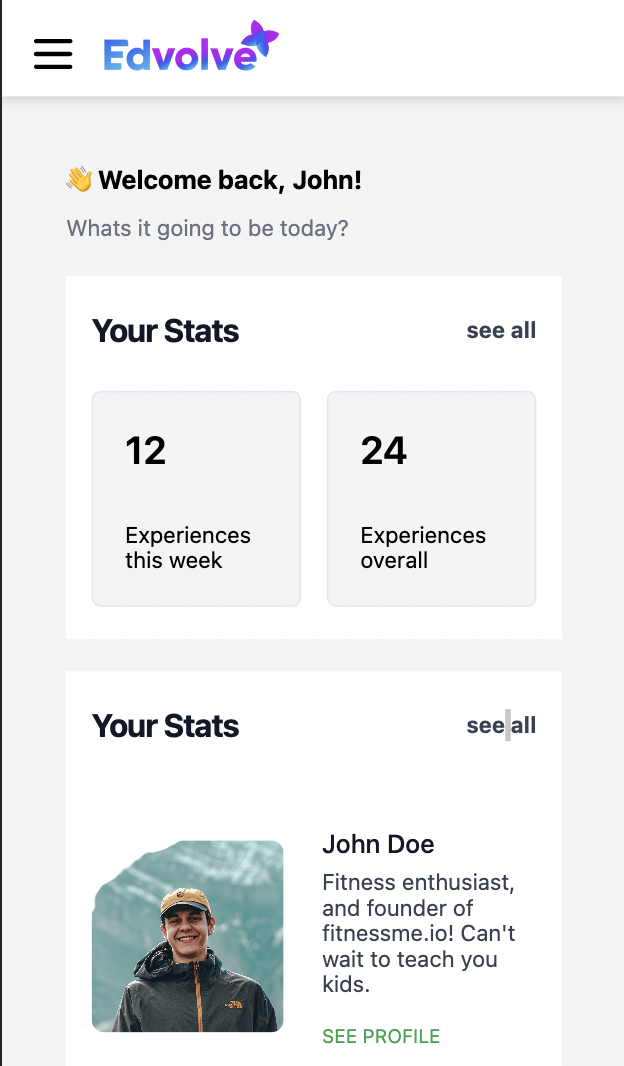 Edvolve
👋 Welcome back, John!
Whats it going to be today?
Your Stats
see all
12
Experiences
this week
24
Experiences
overall
Your Stats
see all
John Doe
Fitness enthusiast,
and founder of
fitnessme.io! Can't
wait to teach you
kids.
SEE PROFILE